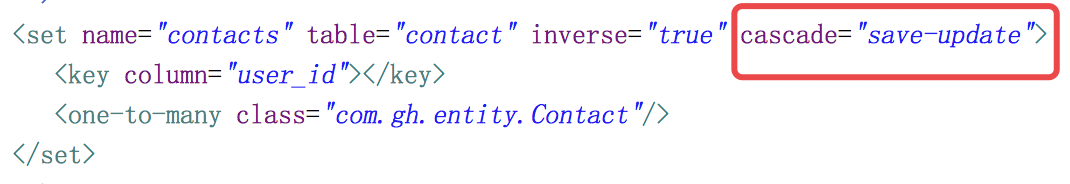 <set name="contacts" table="contact" inverse="true" cascade="save-update">
<key column="user_id"></key>
<one-to-many class="com.gh.entity.Contact"/>
</set>